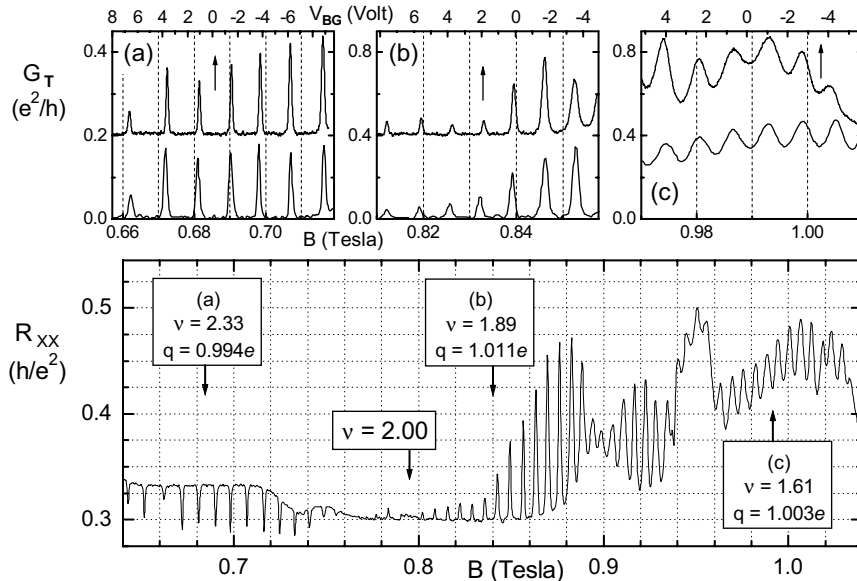 8 6 4 2 0 -2 -4 -6 V_BG (Volt) 6 4 2 0 -2 4 2 0 -2 -4
0.4 (a) (b) 0.8 0.8
G_T
(e²/h)
0.2 0.4 0.4
0.0 0.0 0.0 (c)
0.66 0.70 B (Tesla) 0.82 0.84 0.98 1.00
0.5
(a)
ν = 2.33
q = 0.994e
(b)
ν = 1.89
q = 1.011e
R_XX
(h/e²)
0.4
ν = 2.00
(c)
ν = 1.61
q = 1.003e
0.3
0.7 0.8 0.9 1.0
B (Tesla)